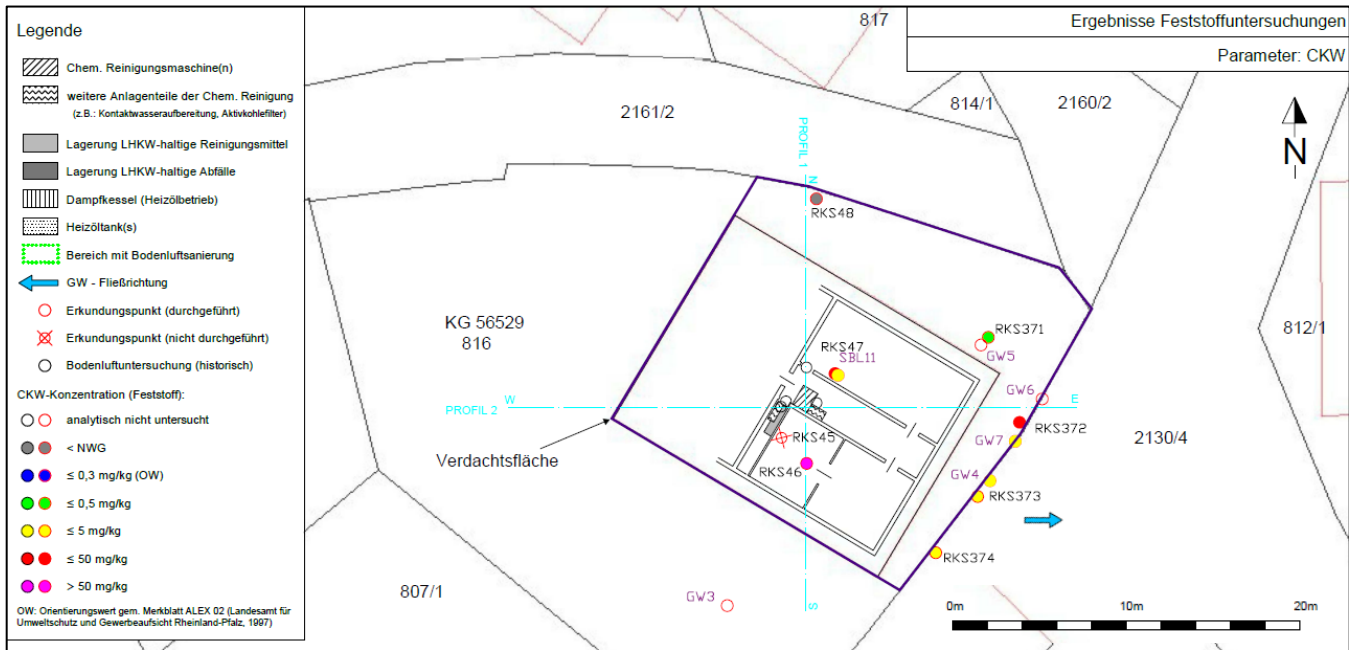 Ergebnisse Feststoffuntersuchungen
Parameter: CKW
Legende
Chem. Reinigungsmaschine(n)
weitere Anlagenteile der Chem. Reinigung
(z.B.: Kontaktwasseraufbereitung, Aktivkohlefilter)
Lagerung LHKW-haltige Reinigungsmittel
Lagerung LHKW-haltige Abfälle
Dampfkessel (Heizölbetrieb)
Heizöltank(s)
Bereich mit Bodenluftsanierung
GW - Fließrichtung
Erkundungspunkt (durchgeführt)
Erkundungspunkt (nicht durchgeführt)
Bodenluftuntersuchung (historisch)
CKW-Konzentration (Feststoff):
analytisch nicht untersucht
< NWG
≤ 0,3 mg/kg (OW)
≤ 0,5 mg/kg
≤ 5 mg/kg
≤ 50 mg/kg
> 50 mg/kg
OW: Orientierungswert gem. Merkblatt ALEX 02 (Landesamt für
Umweltschutz und Gewerbeaufsicht Rheinland-Pfalz, 1997)
817
2161/2
814/1
2160/2
N
PROFIL 1
N
RKS48
KG 56529
816
RKS371
GW5
812/1
RKS47
SBL11
GW6
PROFIL 2
W
E
RKS372
2130/4
RKS45
GW7
Verdachtsfläche
RKS46
GW4
RKS373
RKS374
807/1
GW3
S
0m
10m
20m